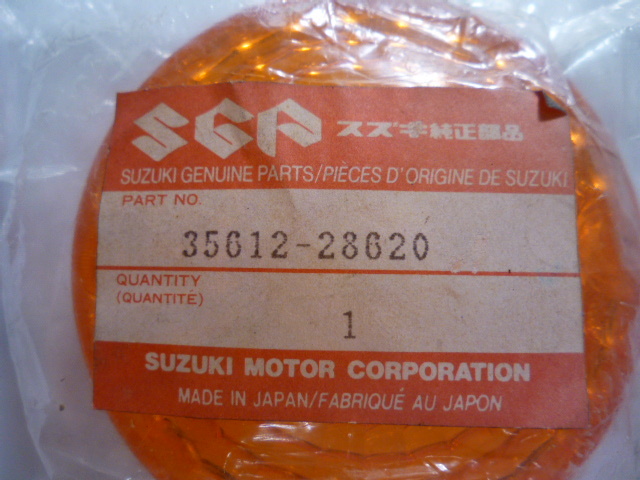 SGP スズキ純正部品
SUZUKI GENUINE PARTS/PIÈCES D'ORIGINE DE SUZUKI
PART NO.
35612-28620
QUANTITY
(QUANTITÉ)
1
SUZUKI MOTOR CORPORATION
MADE IN JAPAN/FABRIQUÉ AU JAPON